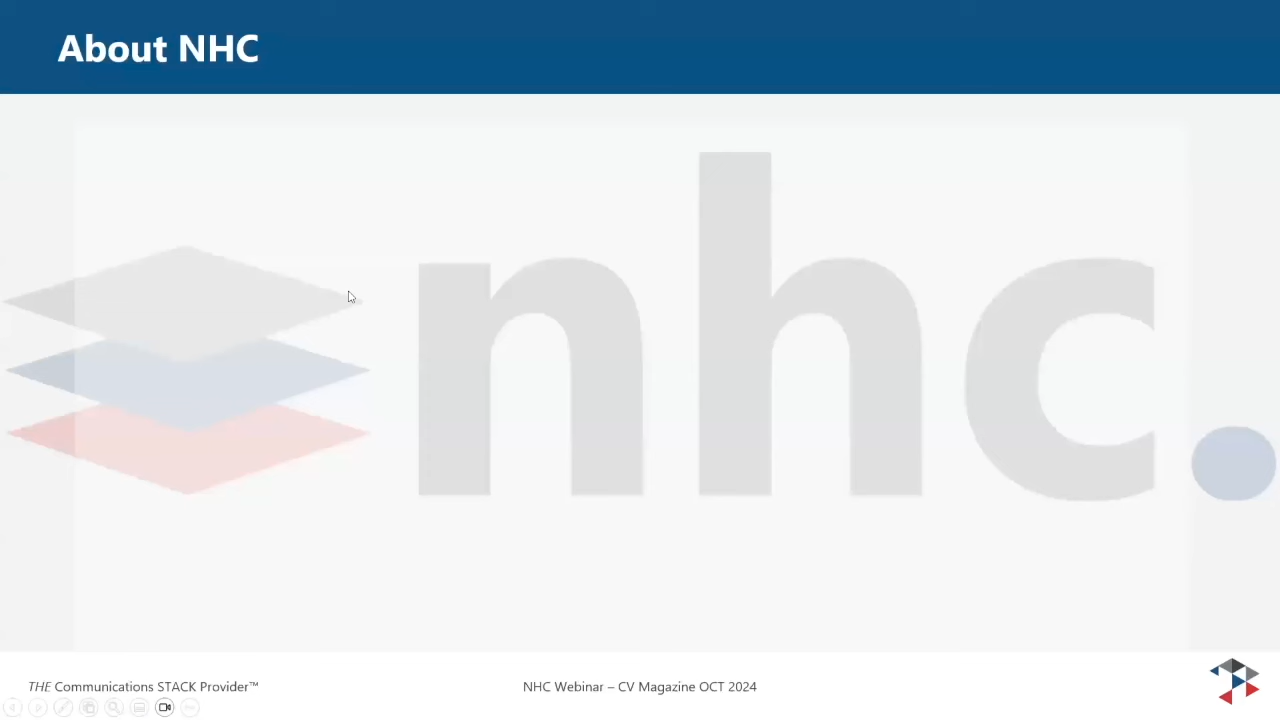 About NHC
nhc.
THE Communications STACK Provider™
NHC Webinar – CV Magazine OCT 2024